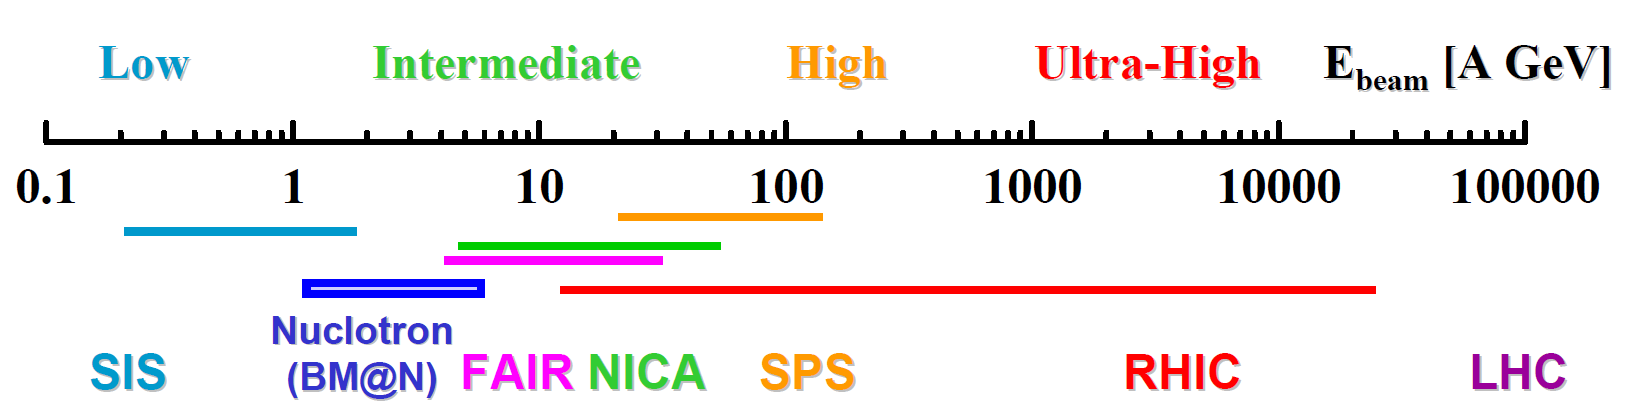 Low Intermediate High Ultra-High E_beam [A GeV]
0.1 1 10 100 1000 10000 100000
Nuclotron
SIS (BM@N) FAIR NICA SPS RHIC LHC